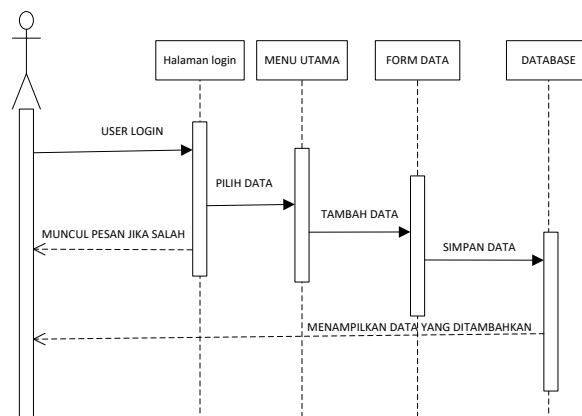 Halaman login
MENU UTAMA
FORM DATA
DATABASE
USER LOGIN
PILIH DATA
TAMBAH DATA
MUNCUL PESAN JIKA SALAH
SIMPAN DATA
MENAMPILKAN DATA YANG DITAMBAHKAN